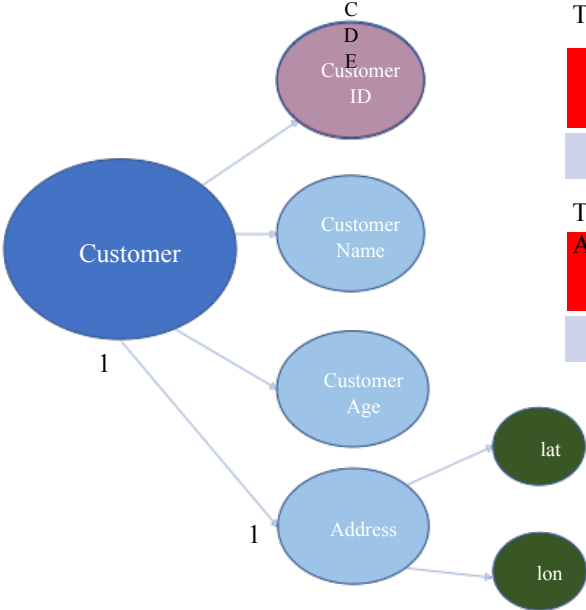 C
D
E
Customer
ID
Customer
Name
Customer
1
Customer
Age
1
Address
lat
lon
T
T
A